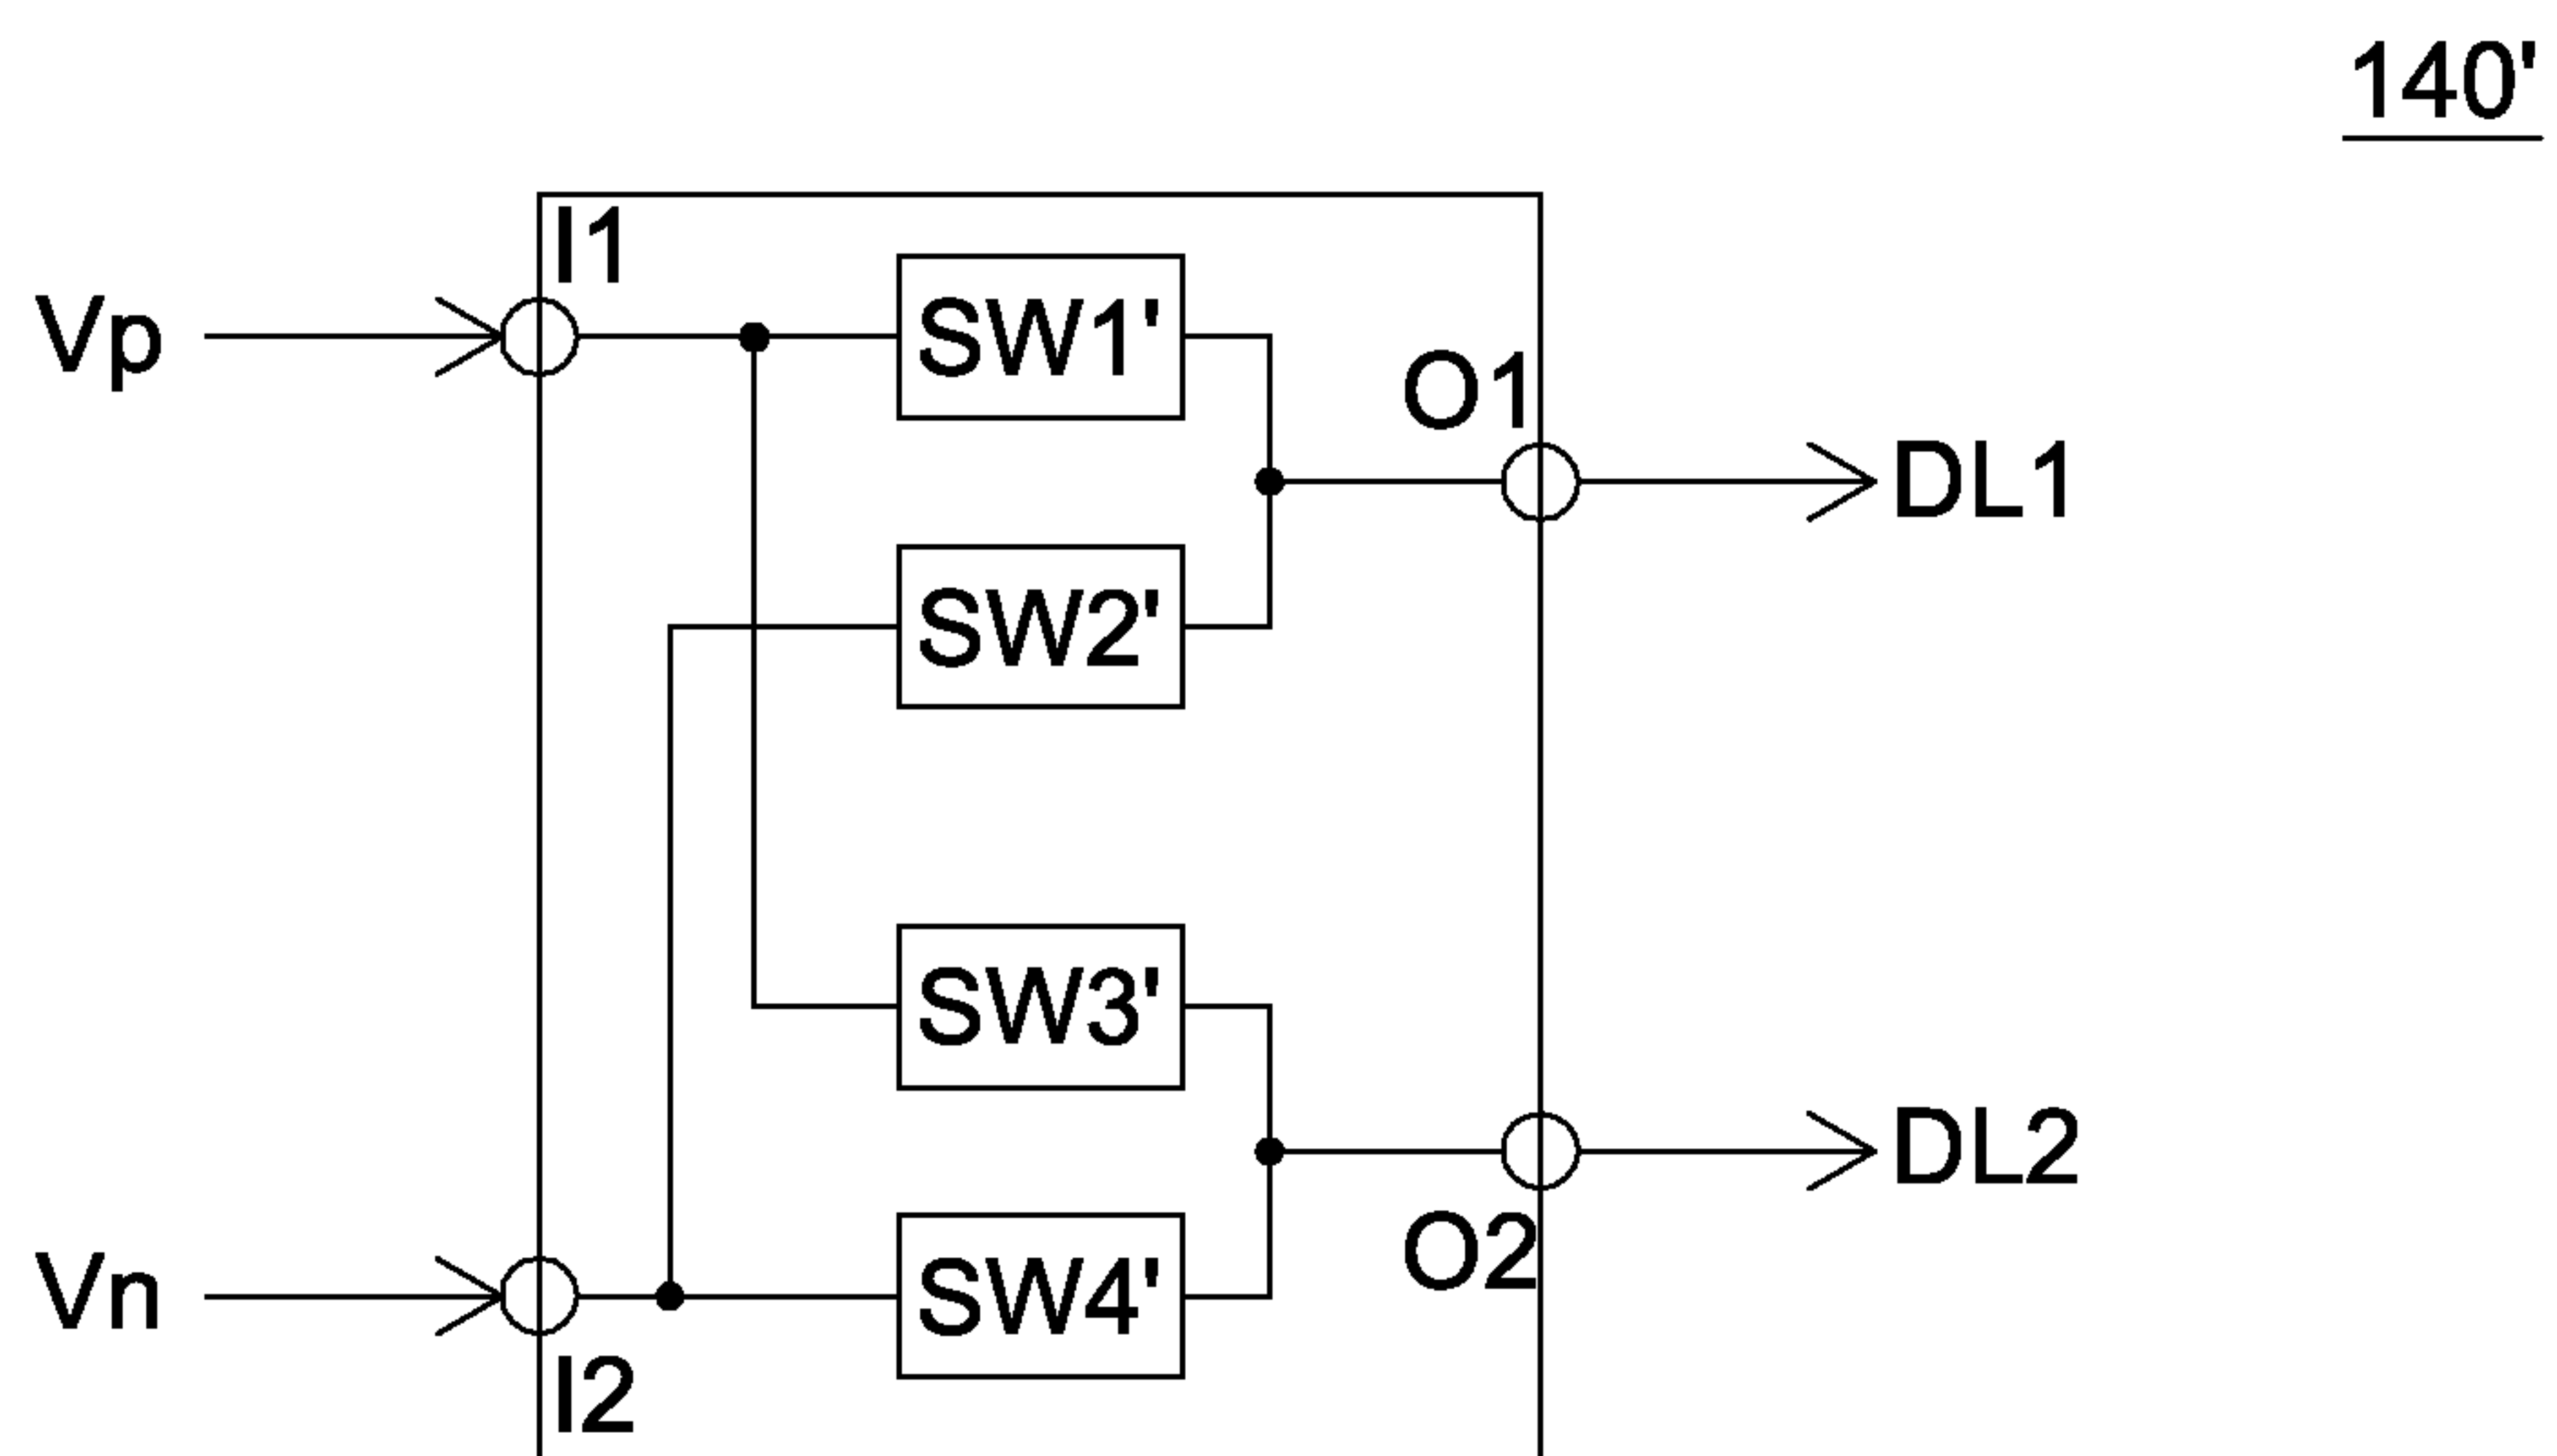 140'
I1
Vp
SW1'
O1
DL1
SW2'
SW3'
DL2
O2
Vn
SW4'
I2